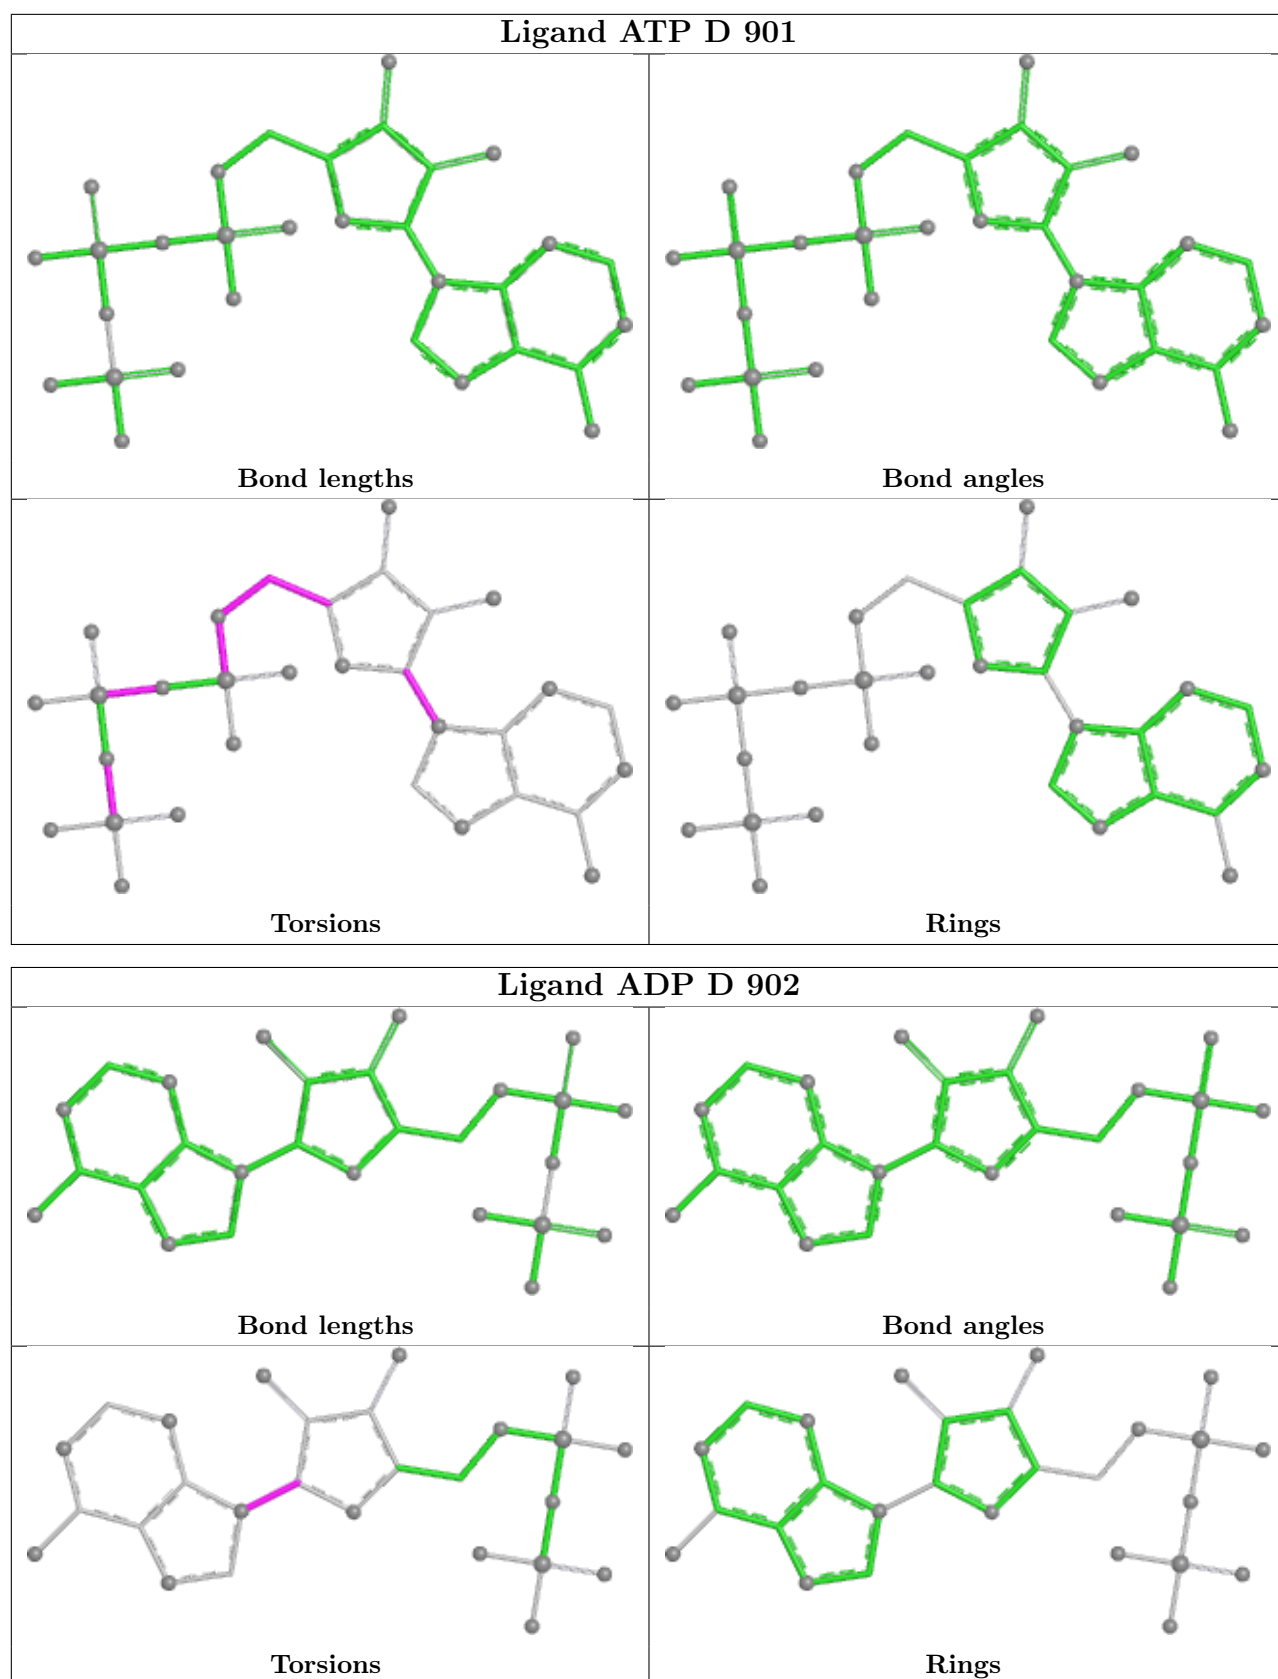 Ligand ATP D 901
Bond lengths
Bond angles
Torsions
Rings
Ligand ADP D 902
Bond lengths
Bond angles
Torsions
Rings